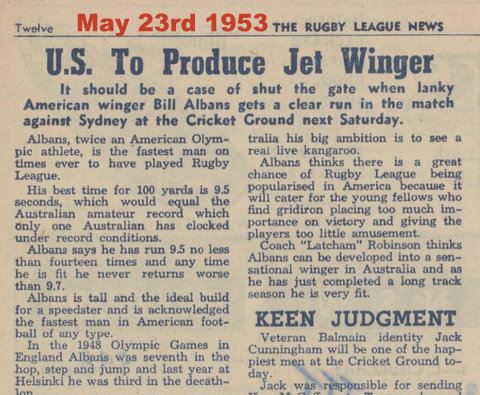 Twelve May 23rd 1953 THE RUGBY LEAGUE NEWS
U.S. To Produce Jet Winger
It should be a case of shut the gate when lanky
American winger Bill Albans gets a clear run in the match
against Sydney at the Cricket Ground next Saturday.
Albans, twice an American Olym-
pic athlete, is the fastest man on
times ever to have played Rugby
League.
His best time for 100 yards is 9.5
seconds, which would equal the
Australian amateur record which
only one Australian has clocked
under record conditions.
Albans says he has run 9.5 no less
than fourteen times and any time
he is fit he never returns worse
than 9.7.
Albans is tall and the ideal build
for a speedster and is acknowledged
the fastest man in American foot-
ball of any type.
In the 1948 Olympic Games in
England Albans was seventh in the
hop, step and jump and last year at
Helsinki he was third in the decath-
lon.
tralia his big ambition is to see a
real live kangaroo.
Albans thinks there is a great
chance of Rugby League being
popularised in America because it
will cater for the young fellows who
find gridiron placing too much im-
portance on victory and giving the
players too little amusement.
Coach "Latcham" Robinson thinks
Albans can be developed into a sen-
sational winger in Australia and as
he has just completed a long track
season he is very fit.
KEEN JUDGMENT
Veteran Balmain identity Jack
Cunningham will be one of the hap-
piest men at the Cricket Ground to-
day.
Jack was responsible for sending